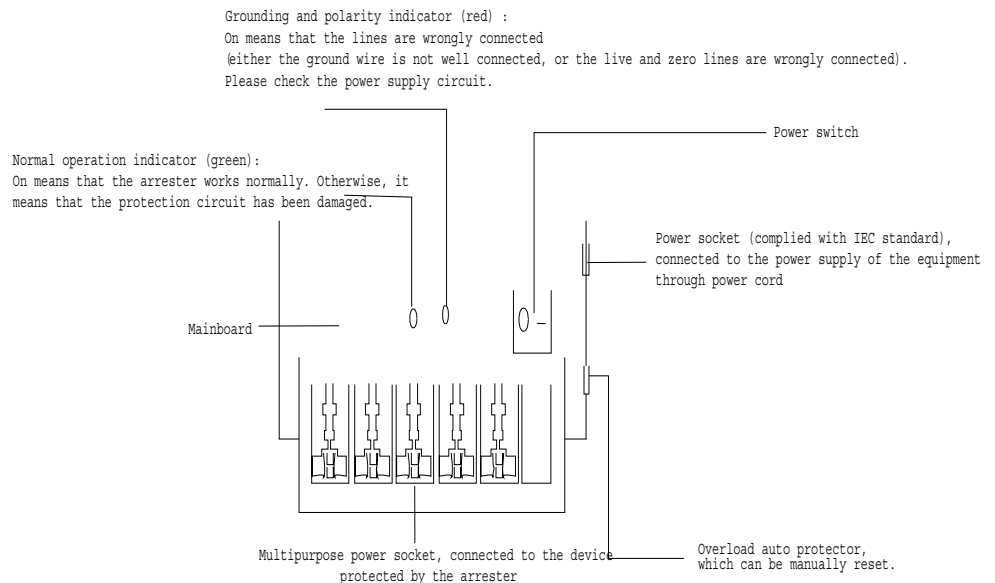 Grounding and polarity indicator (red) :
On means that the lines are wrongly connected
(either the ground wire is not well connected, or the live and zero lines are wrongly connected).
Please check the power supply circuit.
Power switch
Normal operation indicator (green):
On means that the arrester works normally. Otherwise, it
means that the protection circuit has been damaged.
Power socket (complied with IEC standard),
connected to the power supply of the equipment
through power cord
Mainboard
Multipurpose power socket, connected to the device
protected by the arrester
Overload auto protector,
which can be manually reset.